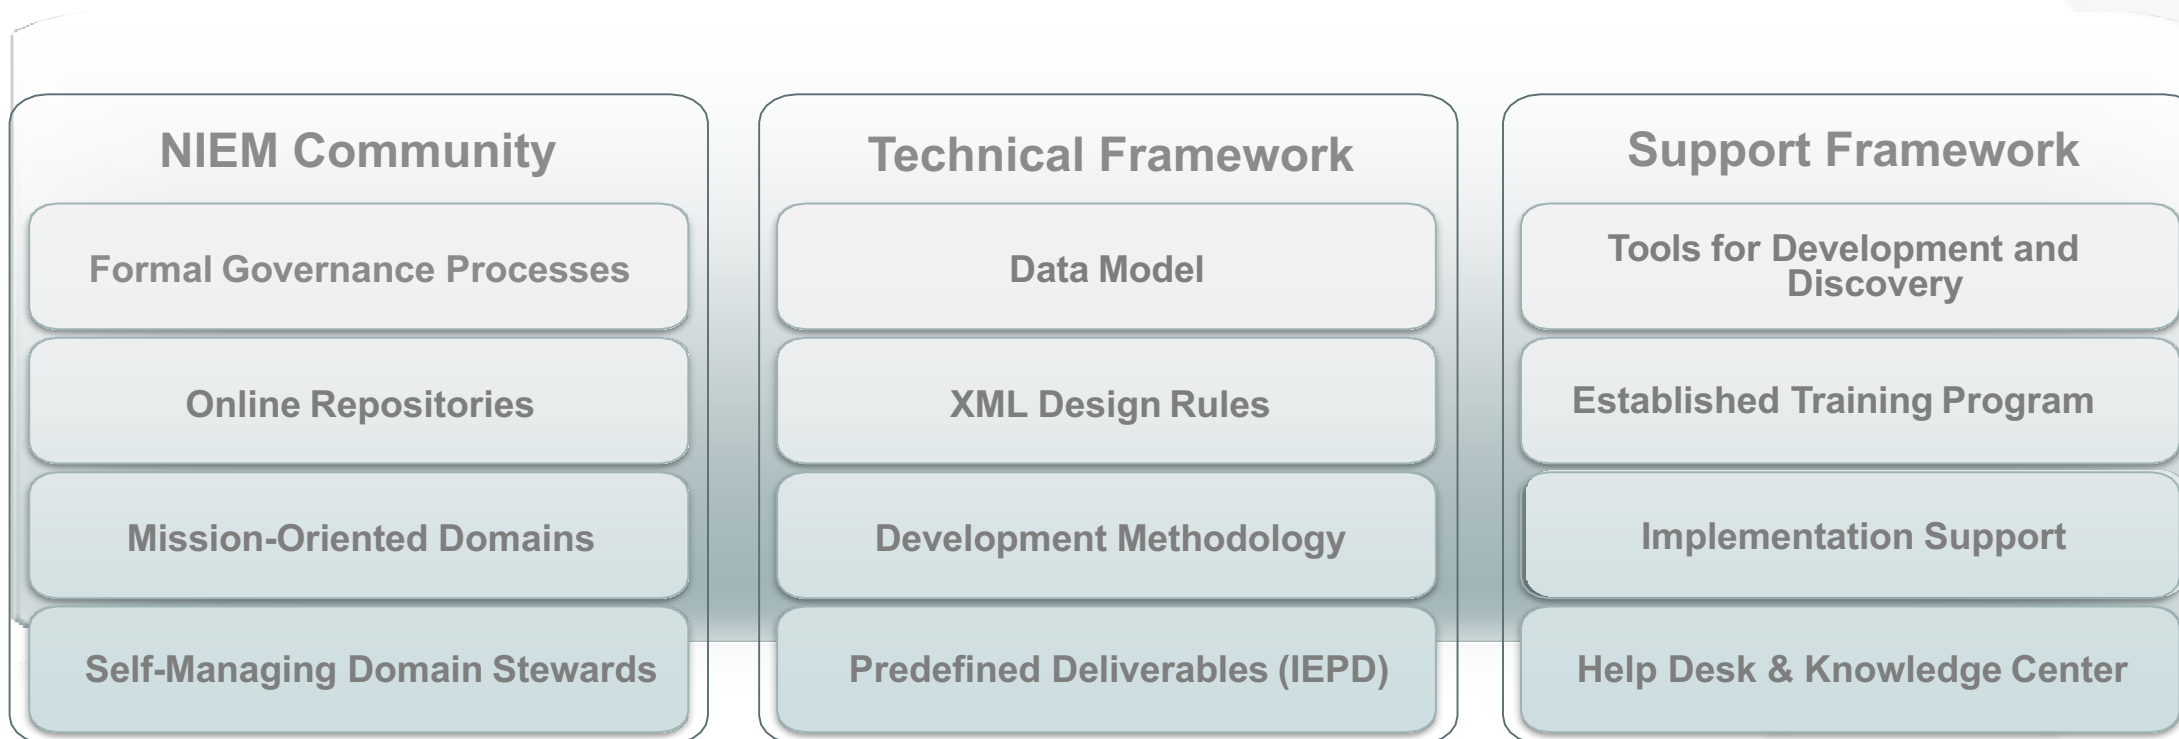 NIEM Community
Formal Governance Processes
Online Repositories
Mission-Oriented Domains
Self-Managing Domain Stewards
Technical Framework
Data Model
XML Design Rules
Development Methodology
Predefined Deliverables (IEPD)
Support Framework
Tools for Development and
Discovery
Established Training Program
Implementation Support
Help Desk & Knowledge Center